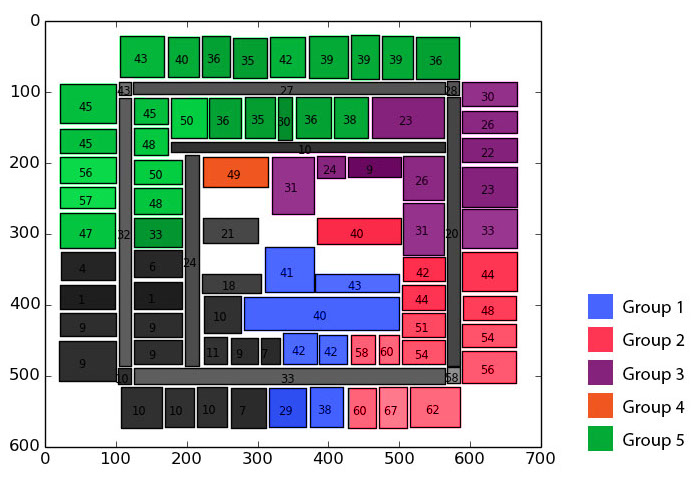 0
43 40 36 35 42 39 39 39 36
100
43 27 28 30
45 45 50 36 35 30 36 38 23 26
45 48 10 22
200
56 50 49 31 24 9 26 23
57 48
300
47 32 33 24 21 40 31 20 33
4 6 41 42 44
1 1 18 43 44
400
9 9 10 40 51 48
9 9 11 9 7 42 42 58 60 54 54
500
10 33 58 56
10 10 10 7 29 38 60 67 62
600
0 100 200 300 400 500 600 700
Group 1
Group 2
Group 3
Group 4
Group 5